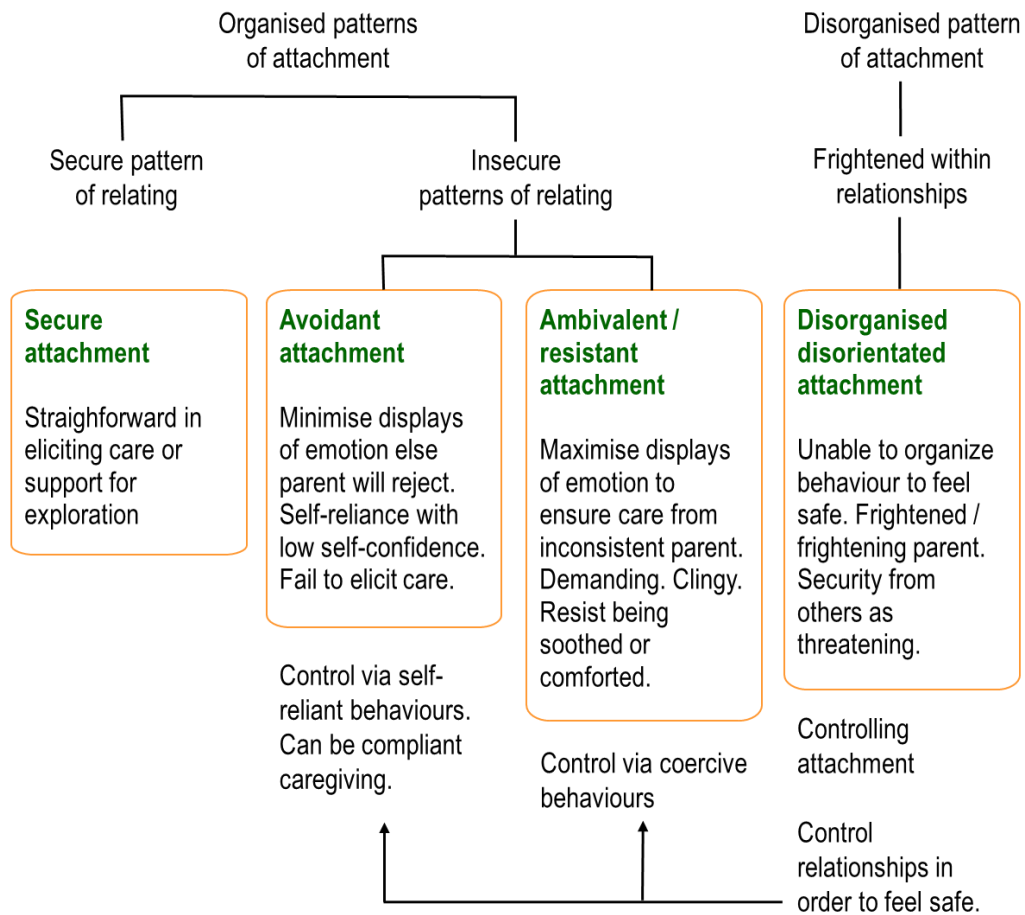 Organised patterns
of attachment
Disorganised pattern
of attachment
Secure pattern
of relating
Insecure
patterns of relating
Frightened within
relationships
Secure
attachment
Straighforward in
eliciting care or
support for
exploration
Avoidant
attachment
Minimise displays
of emotion else
parent will reject.
Self-reliance with
low self-confidence.
Fail to elicit care.
Control via self-
reliant behaviours.
Can be compliant
caregiving.
Ambivalent /
resistant
attachment
Maximise displays
of emotion to
ensure care from
inconsistent parent.
Demanding. Clingy.
Resist being
soothed or
comforted.
Control via coercive
behaviours
Disorganised
disorientated
attachment
Unable to organize
behaviour to feel
safe. Frightened /
frightening parent.
Security from
others as
threatening.
Controlling
attachment
Control
relationships in
order to feel safe.